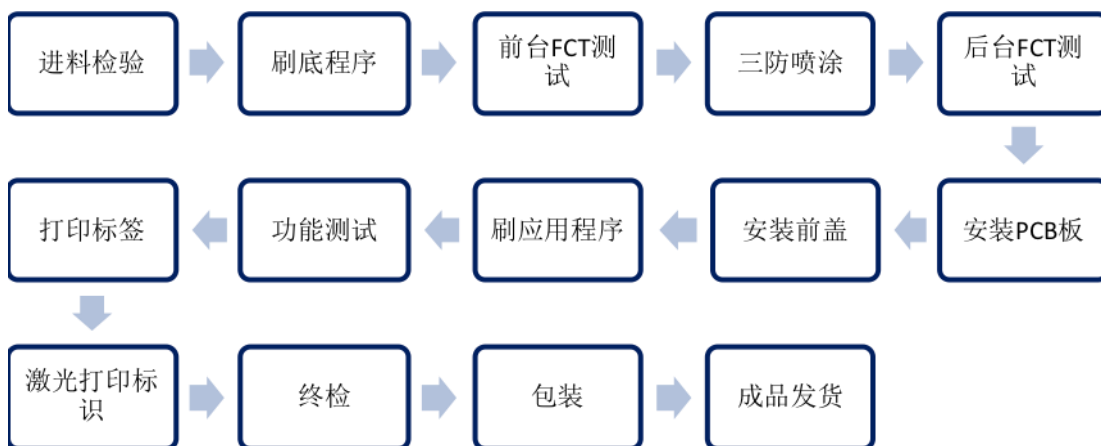 进料检验
刷底程序
前台FCT测
试
三防喷涂
后台FCT测
试
安装PCB板
安装前盖
刷应用程序
功能测试
打印标签
激光打印标
识
终检
包装
成品发货